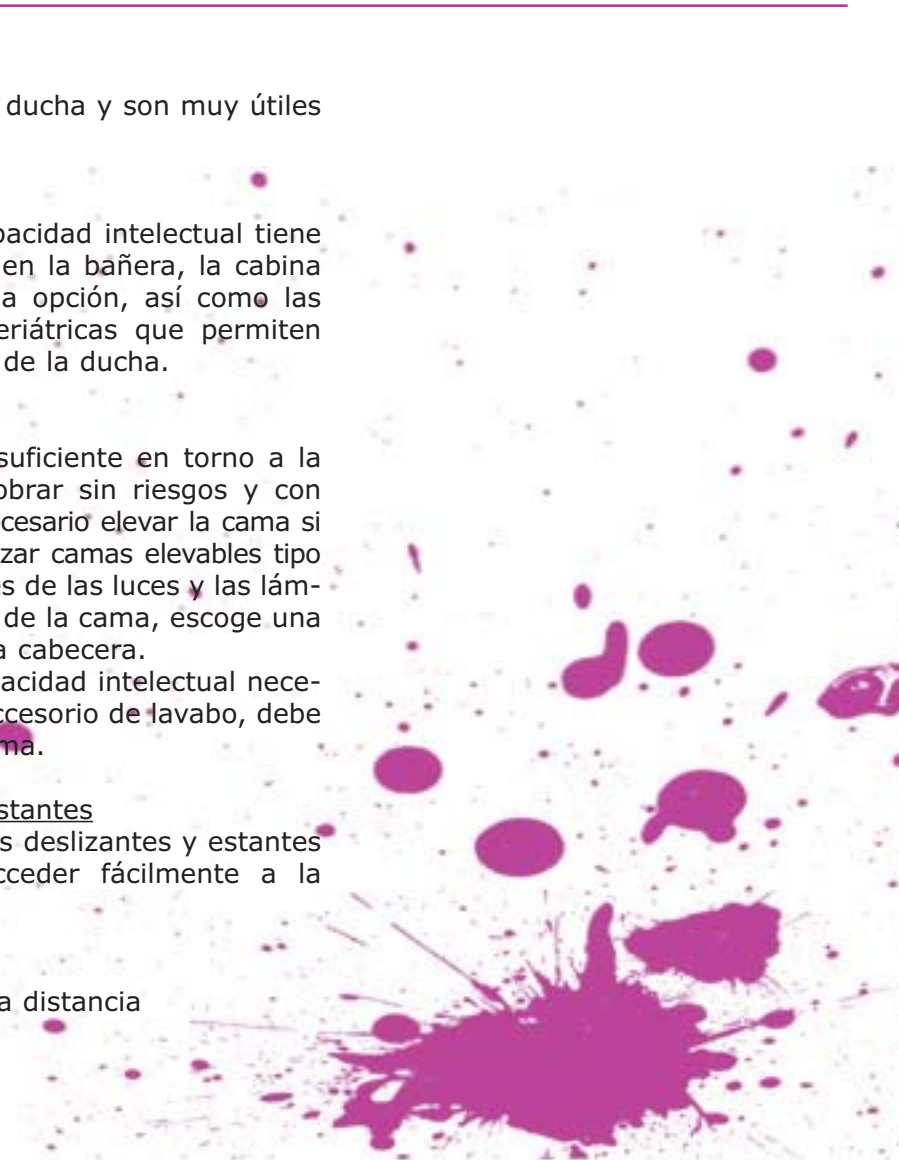 ducha y son muy útiles
pacidad intelectual tiene
en la bañera, la cabina
a opción, así como las
eriátricas que permiten
de la ducha.
suficiente en torno a la
obrar sin riesgos y con
cesario elevar la cama si
zar camas elevables tipo
s de las luces y las lám-
de la cama, escoge una
a cabecera.
acidad intelectual nece-
ccesorio de lavabo, debe
ma.
stantes
s deslizantes y estantes
cceder fácilmente a la
a distancia